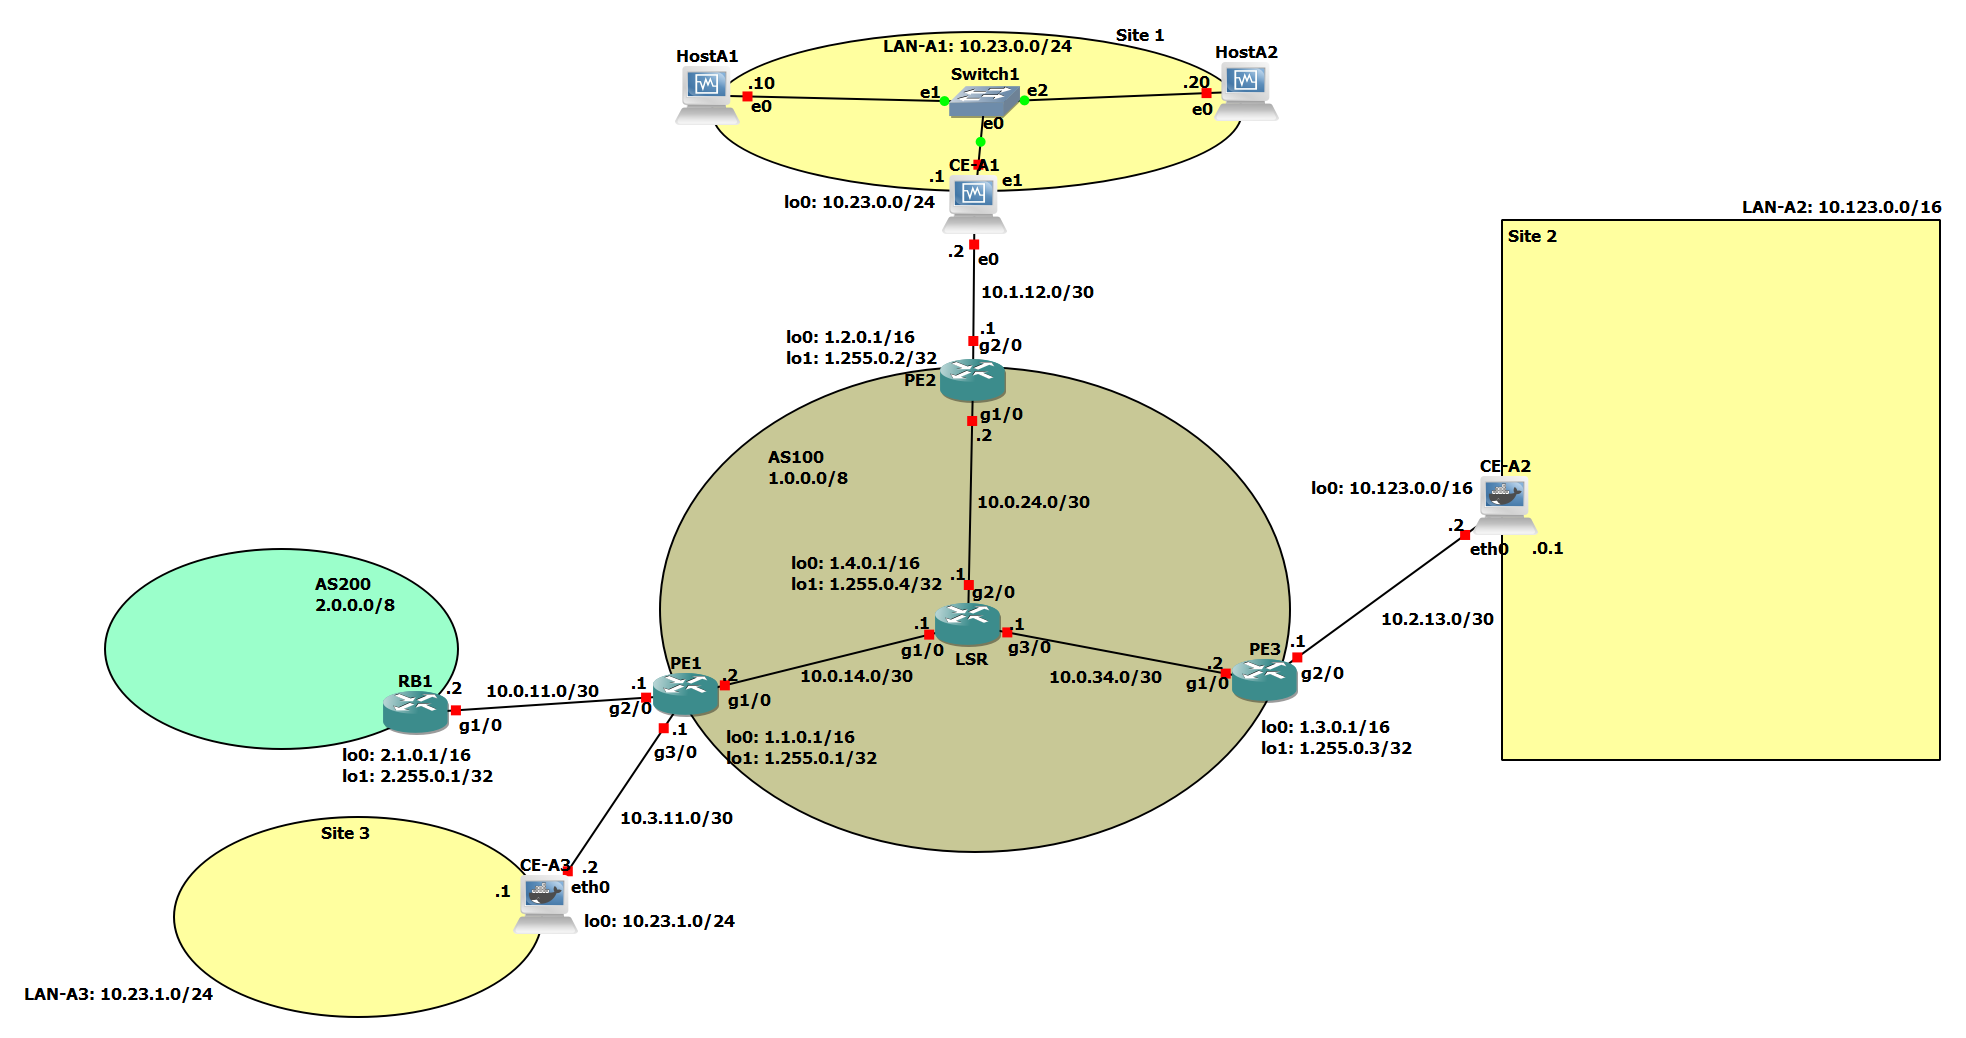 Site 1
LAN-A1: 10.23.0.0/24
HostA1
HostA2
Switch1
.10
e0
e1
e2
.20
e0
e0
CE-A1
.1
e1
lo0: 10.23.0.0/24
.2
e0
10.1.12.0/30
LAN-A2: 10.123.0.0/16
Site 2
.1
g2/0
lo0: 1.2.0.1/16
lo1: 1.255.0.2/32
PE2
g1/0
.2
AS100
1.0.0.0/8
10.0.24.0/30
CE-A2
lo0: 10.123.0.0/16
.2
eth0
.0.1
10.2.13.0/30
lo0: 1.4.0.1/16
lo1: 1.255.0.4/32
.1
g2/0
.1
g1/0
.1
g3/0
LSR
AS200
2.0.0.0/8
RB1
.2
g1/0
10.0.11.0/30
lo0: 2.1.0.1/16
lo1: 2.255.0.1/32
PE1
.1
g2/0
.2
g1/0
.1
g3/0
10.0.14.0/30
10.0.34.0/30
lo0: 1.1.0.1/16
lo1: 1.255.0.1/32
PE3
.2
g1/0
.1
g2/0
lo0: 1.3.0.1/16
lo1: 1.255.0.3/32
10.3.11.0/30
Site 3
CE-A3
.2
eth0
.1
lo0: 10.23.1.0/24
LAN-A3: 10.23.1.0/24